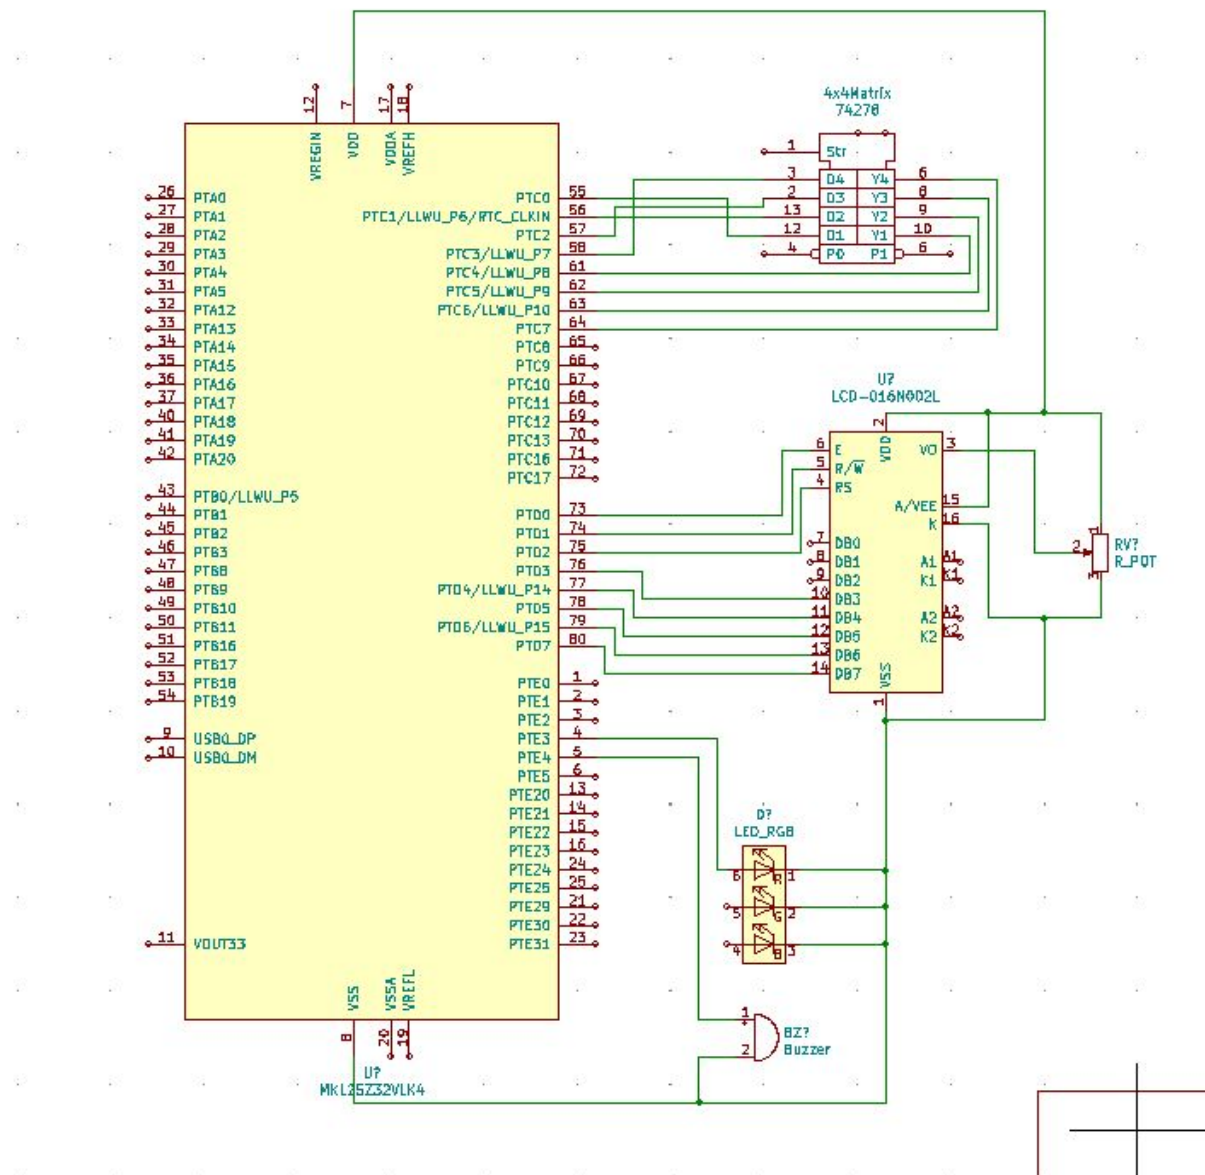 12
7
17
18
VREGIN
VDD
VDDA
VREFH
26 PTA0
27 PTA1
28 PTA2
29 PTA3
30 PTA4
31 PTA5
32 PTA12
33 PTA13
34 PTA14
35 PTA15
36 PTA16
37 PTA17
40 PTA18
41 PTA19
42 PTA20
43 PTB0/LLWU_P5
44 PTB1
45 PTB2
46 PTB3
47 PTB8
48 PTB9
49 PTB10
50 PTB11
51 PTB16
52 PTB17
53 PTB18
54 PTB19
9 USB0_DP
10 USB0_DM
11 VOUT33
PTC0 55
PTC1/LLWU_P6/RTC_CLKIN 56
PTC2 57
PTC3/LLWU_P7 58
PTC4/LLWU_P8 61
PTC5/LLWU_P9 62
PTC6/LLWU_P10 63
PTC7 64
PTC8 65
PTC9 66
PTC10 67
PTC11 68
PTC12 69
PTC13 70
PTC16 71
PTC17 72
PTD0 73
PTD1 74
PTD2 75
PTD3 76
PTD4/LLWU_P14 77
PTD5 78
PTD6/LLWU_P15 79
PTD7 80
PTE0 1
PTE1 2
PTE2 3
PTE3 4
PTE4 5
PTE5 6
PTE20 13
PTE21 14
PTE22 15
PTE23 16
PTE24 24
PTE25 25
PTE29 21
PTE30 22
PTE31 23
VSS
VSSA
VREFL
8
20
19
U?
MKL25Z32VLK4
4x4Matrix
74278
1 Str
3 D4 Y4 6
2 D3 Y3 8
13 D2 Y2 9
12 D1 Y1 10
4 P0 P1 6
U?
LCD-016N002L
2
VDD
6 E
5 R/W
4 RS
7 DB0
8 DB1
9 DB2
10 DB3
11 DB4
12 DB5
13 DB6
14 DB7
VO 3
A/VEE 15
K 16
A1 A1
K1 K1
A2 A2
K2 K2
VSS
1
1
2
3
RV?
R_POT
D?
LED_RGB
6 R 1
5 G 2
4 B 3
1
+
2
BZ?
Buzzer